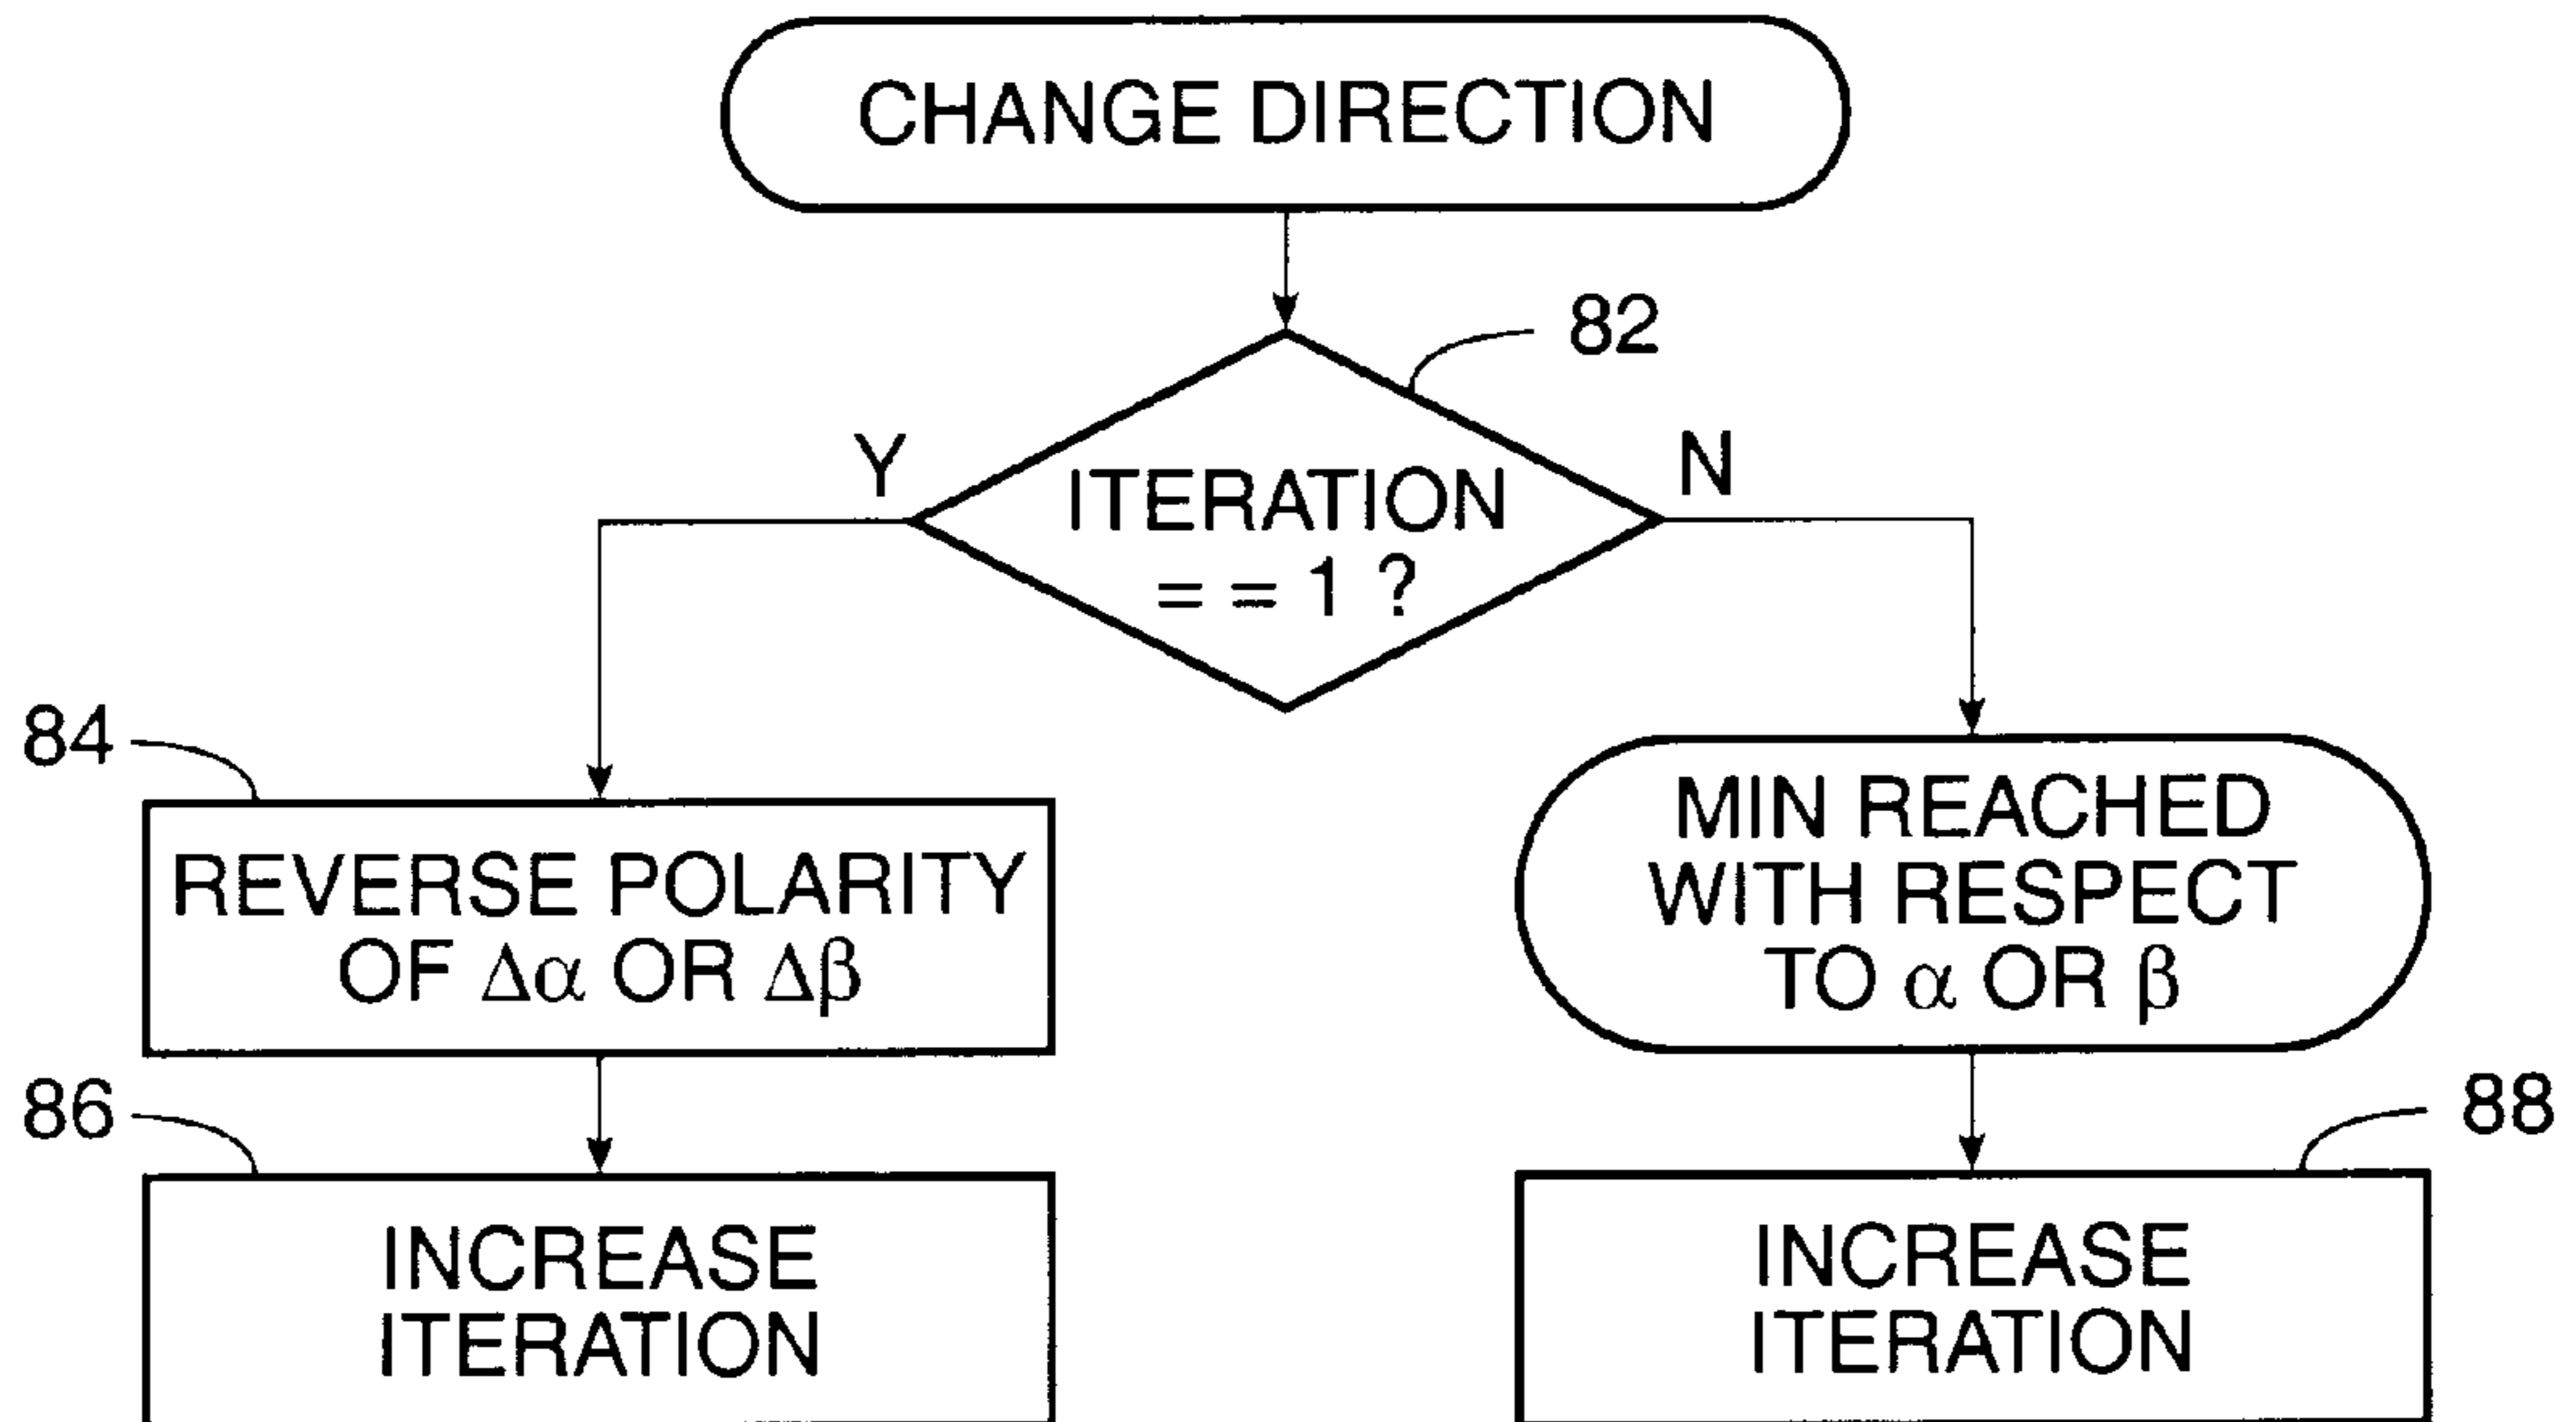 CHANGE DIRECTION
82
Y
N
ITERATION
= = 1 ?
84
REVERSE POLARITY
OF Δα OR Δβ
MIN REACHED
WITH RESPECT
TO α OR β
86
INCREASE
ITERATION
88
INCREASE
ITERATION